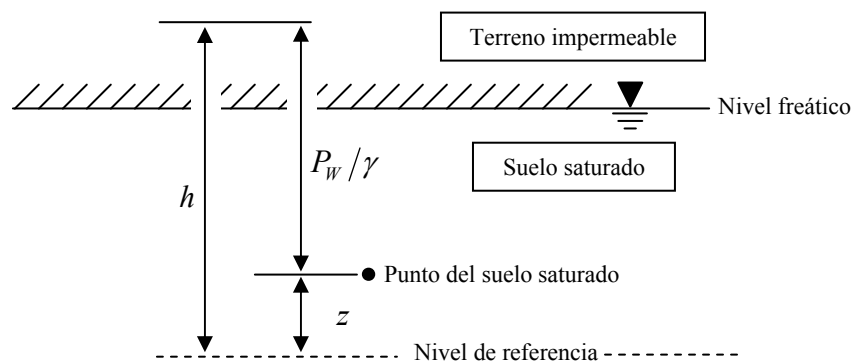 Terreno impermeable
Nivel freático
P_W/γ
Suelo saturado
h
Punto del suelo saturado
z
Nivel de referencia